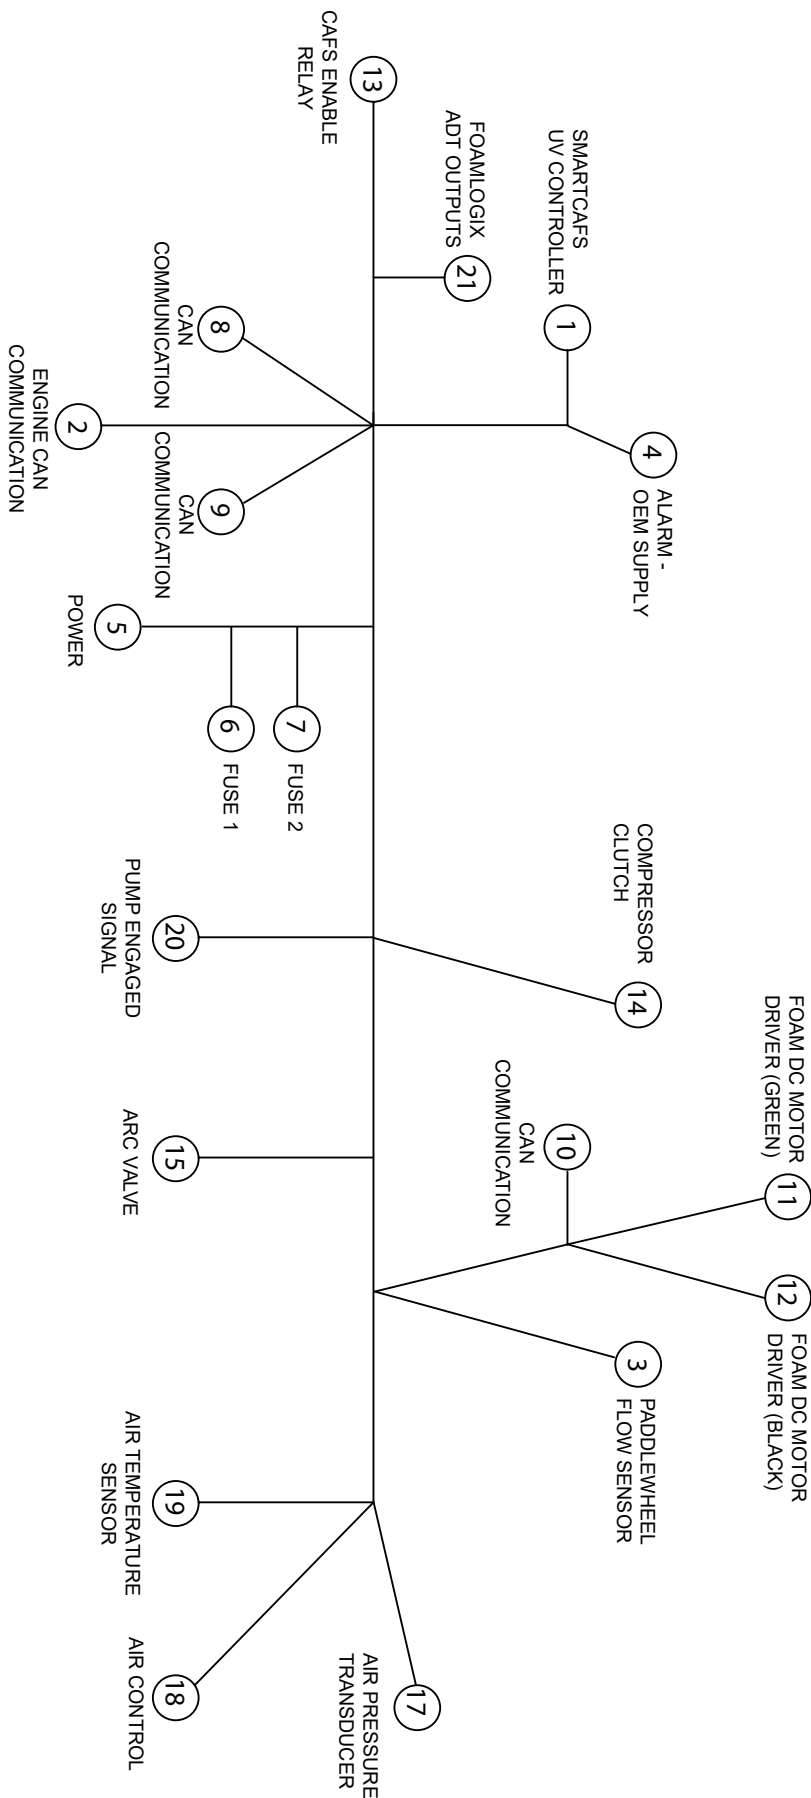 13
CAFS ENABLE
RELAY
FOAMLOGIX
ADT OUTPUTS
21
SMARTCAFS
UV CONTROLLER
1
4
ALARM -
OEM SUPPLY
8
CAN
COMMUNICATION
2
ENGINE CAN
COMMUNICATION
9
CAN
COMMUNICATION
5
POWER
6
FUSE 1
7
FUSE 2
20
PUMP ENGAGED
SIGNAL
COMPRESSOR
CLUTCH
14
15
ARC VALVE
10
CAN
COMMUNICATION
FOAM DC MOTOR
DRIVER (GREEN)
11
12
FOAM DC MOTOR
DRIVER (BLACK)
3
PADDLEWHEEL
FLOW SENSOR
19
AIR TEMPERATURE
SENSOR
18
AIR CONTROL
17
AIR PRESSURE
TRANSDUCER